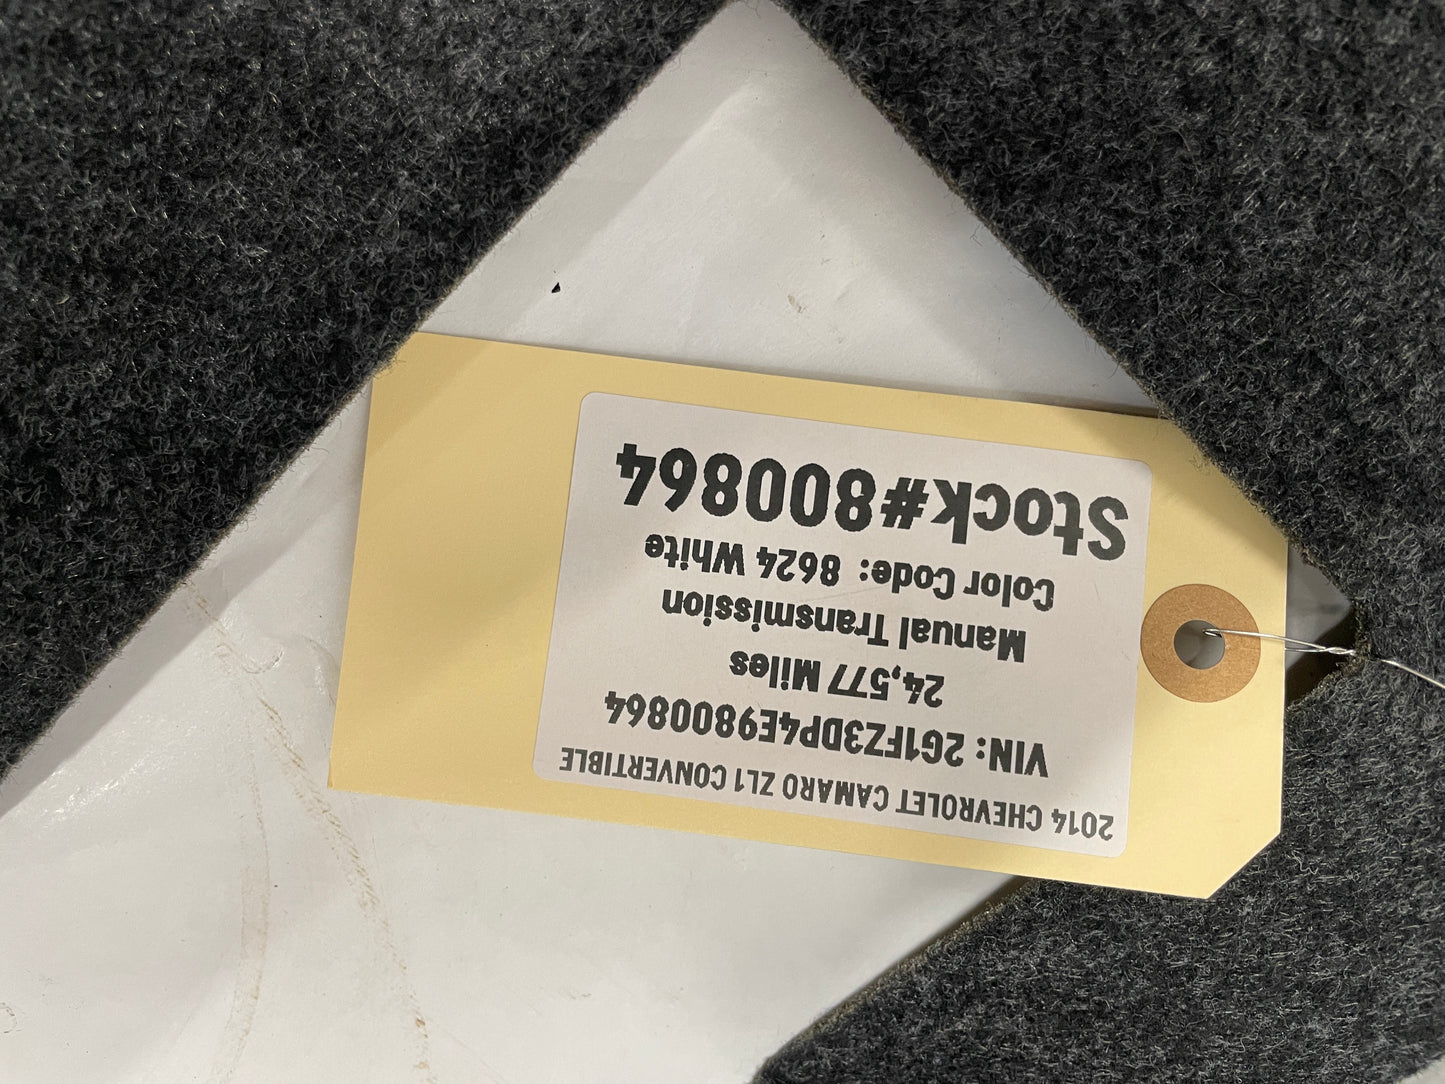 2014 CHEVROLET CAMARO ZL1 CONVERTIBLE
VIN: 2G1FZ3DP4E9800864
24,577 Miles
Manual Transmission
Color Code: 8624 White
Stock#800864